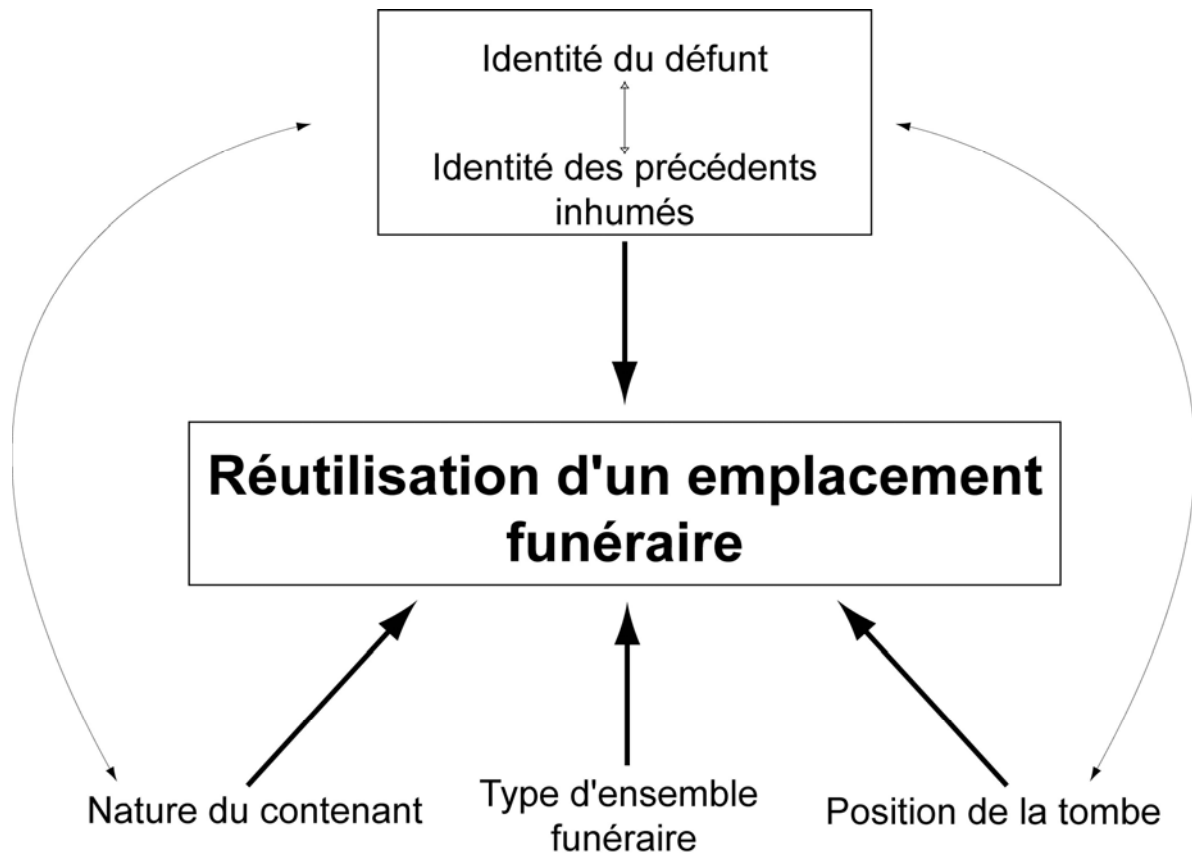 Identité du défunt
Identité des précédents
inhumés
Réutilisation d'un emplacement
funéraire
Nature du contenant
Type d'ensemble
funéraire
Position de la tombe